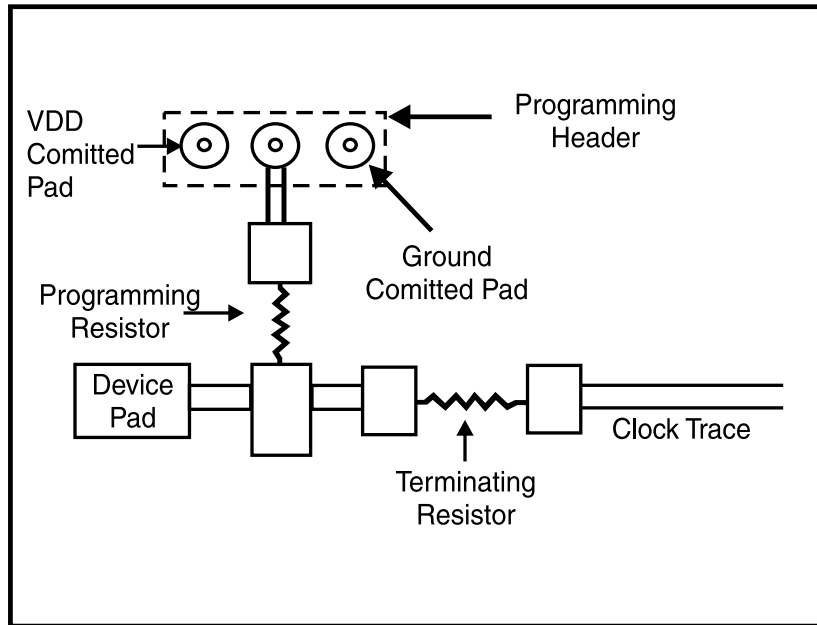 VDD
Comitted
Pad
Programming
Header
Ground
Comitted Pad
Programming
Resistor
Device
Pad
Clock Trace
Terminating
Resistor